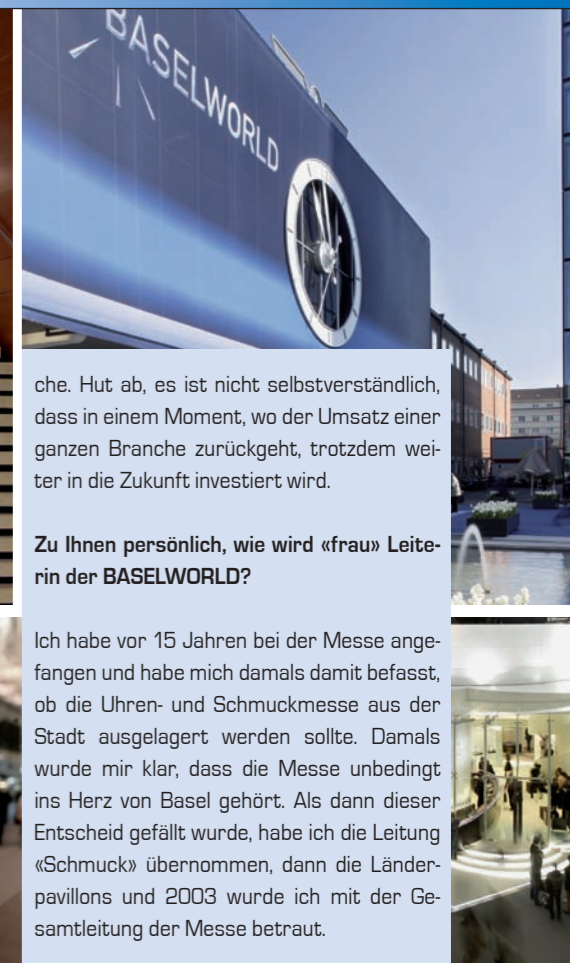 BASELWORLD
che. Hut ab, es ist nicht selbstverständlich,
dass in einem Moment, wo der Umsatz einer
ganzen Branche zurückgeht, trotzdem wei-
ter in die Zukunft investiert wird.
Zu Ihnen persönlich, wie wird «frau» Leite-
rin der BASELWORLD?
Ich habe vor 15 Jahren bei der Messe ange-
fangen und habe mich damals damit befasst,
ob die Uhren- und Schmuckmesse aus der
Stadt ausgelagert werden sollte. Damals
wurde mir klar, dass die Messe unbedingt
ins Herz von Basel gehört. Als dann dieser
Entscheid gefällt wurde, habe ich die Leitung
«Schmuck» übernommen, dann die Länder-
pavillons und 2003 wurde ich mit der Ge-
samtleitung der Messe betraut.